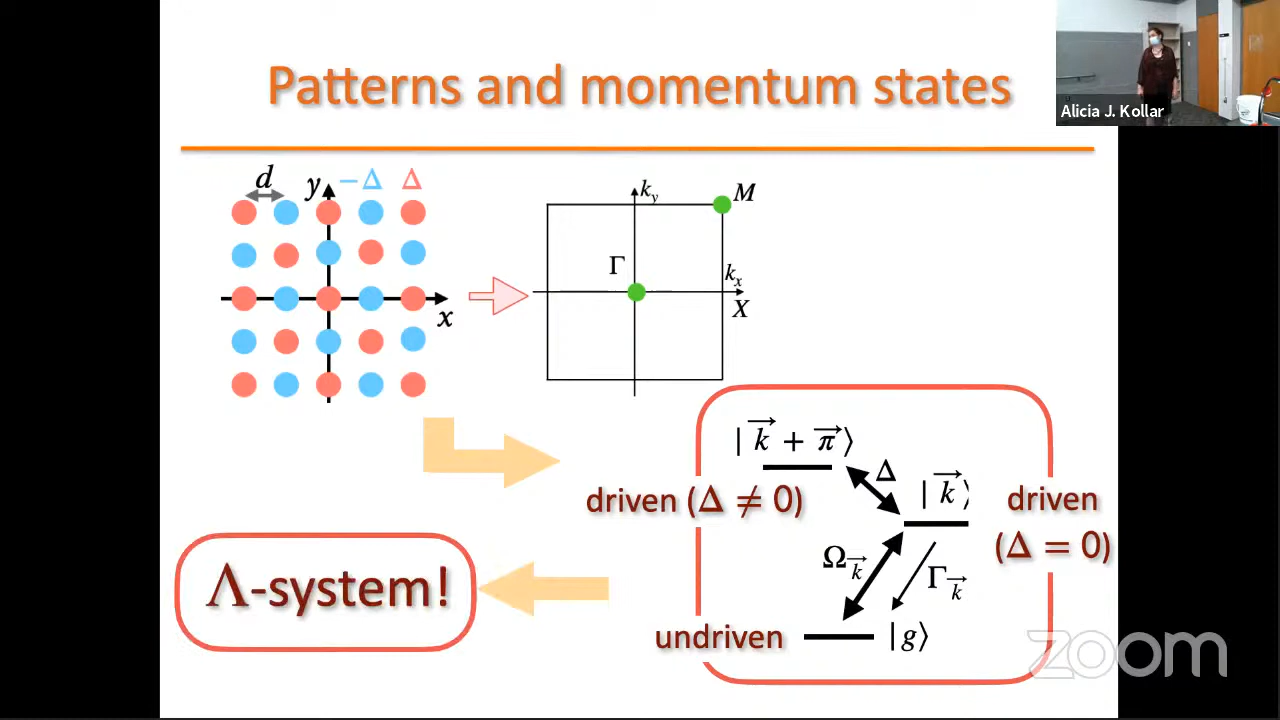 Patterns and momentum states
Alicia J. Kollar
d
y
−Δ
Δ
x
k_y
M
Γ
k_x
X
|k⃗ + π⃗⟩
Δ
|k⃗⟩
driven (Δ ≠ 0)
driven
(Δ = 0)
Ω_k⃗
Γ_k⃗
Λ-system!
undriven
|g⟩
zoom